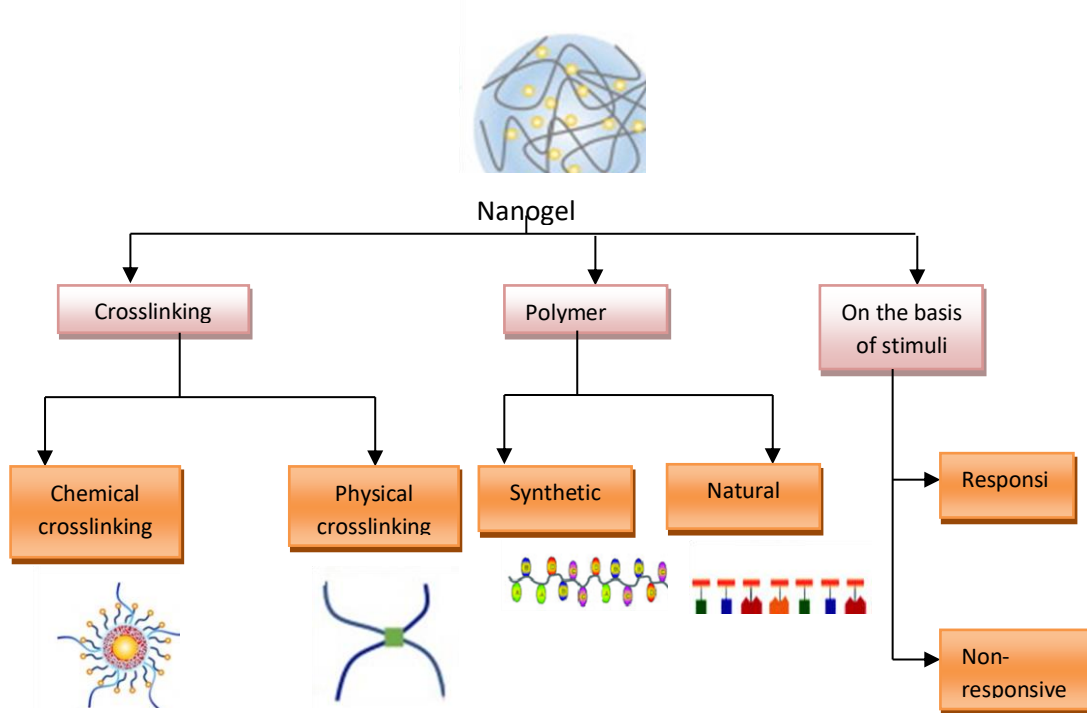 Nanogel
Crosslinking
Polymer
On the basis
of stimuli
Chemical
crosslinking
Physical
crosslinking
Synthetic
Natural
Responsi
Non-
responsive